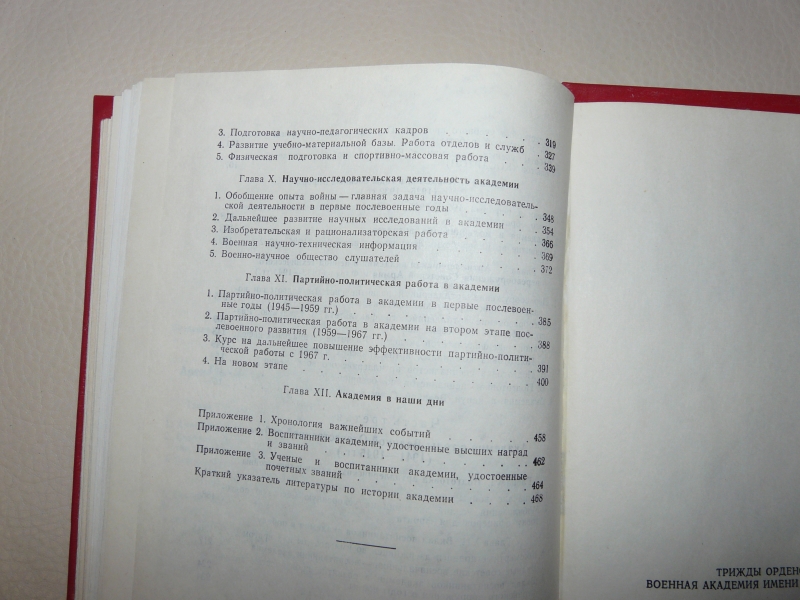 3. Подготовка научно-педагогических кадров . . . . 319
4. Развитие учебно-материальной базы. Работа отделов и служб 327
5. Физическая подготовка и спортивно-массовая работа . . 339
Глава X. Научно-исследовательская деятельность академии
1. Обобщение опыта войны — главная задача научно-исследователь-
ской деятельности в первые послевоенные годы . . . . 348
2. Дальнейшее развитие научных исследований в академии . . 354
3. Изобретательская и рационализаторская работа . . . . 366
4. Военная научно-техническая информация . . . . . 369
5. Военно-научное общество слушателей . . . . . 372
Глава XI. Партийно-политическая работа в академии
1. Партийно-политическая работа в академии в первые послевоен-
ные годы (1945—1959 гг.) . . . . . . . . 385
2. Партийно-политическая работа в академии на втором этапе пос-
левоенного развития (1959—1967 гг.) . . . . . . 388
3. Курс на дальнейшее повышение эффективности партийно-полити-
ческой работы с 1967 г. . . . . . . . . 391
4. На новом этапе . . . . . . . . . . 400
Глава XII. Академия в наши дни
Приложение 1. Хронология важнейших событий . . . . 458
Приложение 2. Воспитанники академии, удостоенные высших наград
и званий . . . . . . . . 462
Приложение 3. Ученые и воспитанники академии, удостоенные
почетных званий . . . . . . . . 464
Краткий указатель литературы по истории академии . . . . 468
ТРИЖДЫ
ВОЕННАЯ АКАДЕМИЯ ИМЕНИ